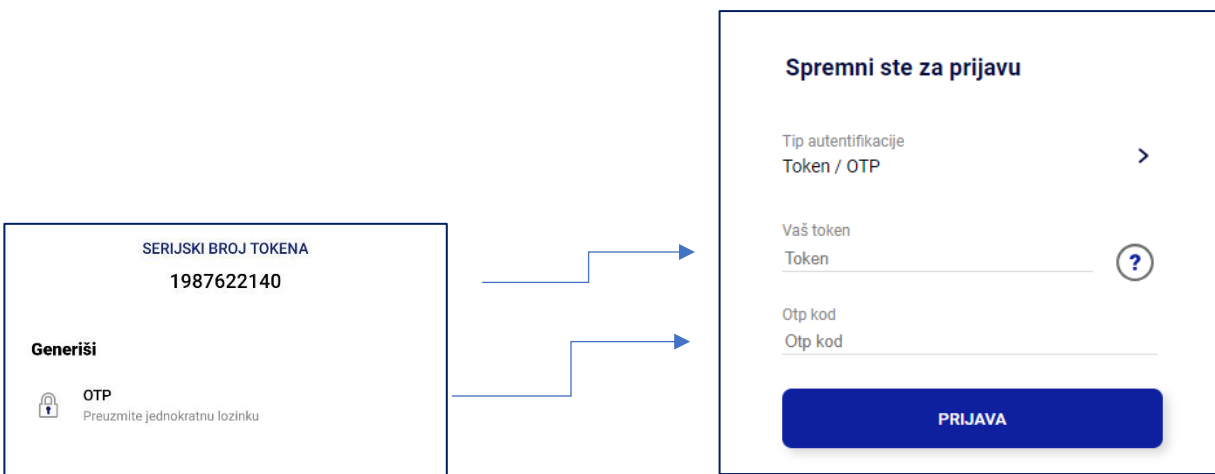 SERIJSKI BROJ TOKENA
1987622140
Generiši
OTP
Preuzmite jednokratnu lozinku
Spremni ste za prijavu
Tip autentifikacije
Token / OTP
Vaš token
Token
?
Otp kod
Otp kod
PRIJAVA